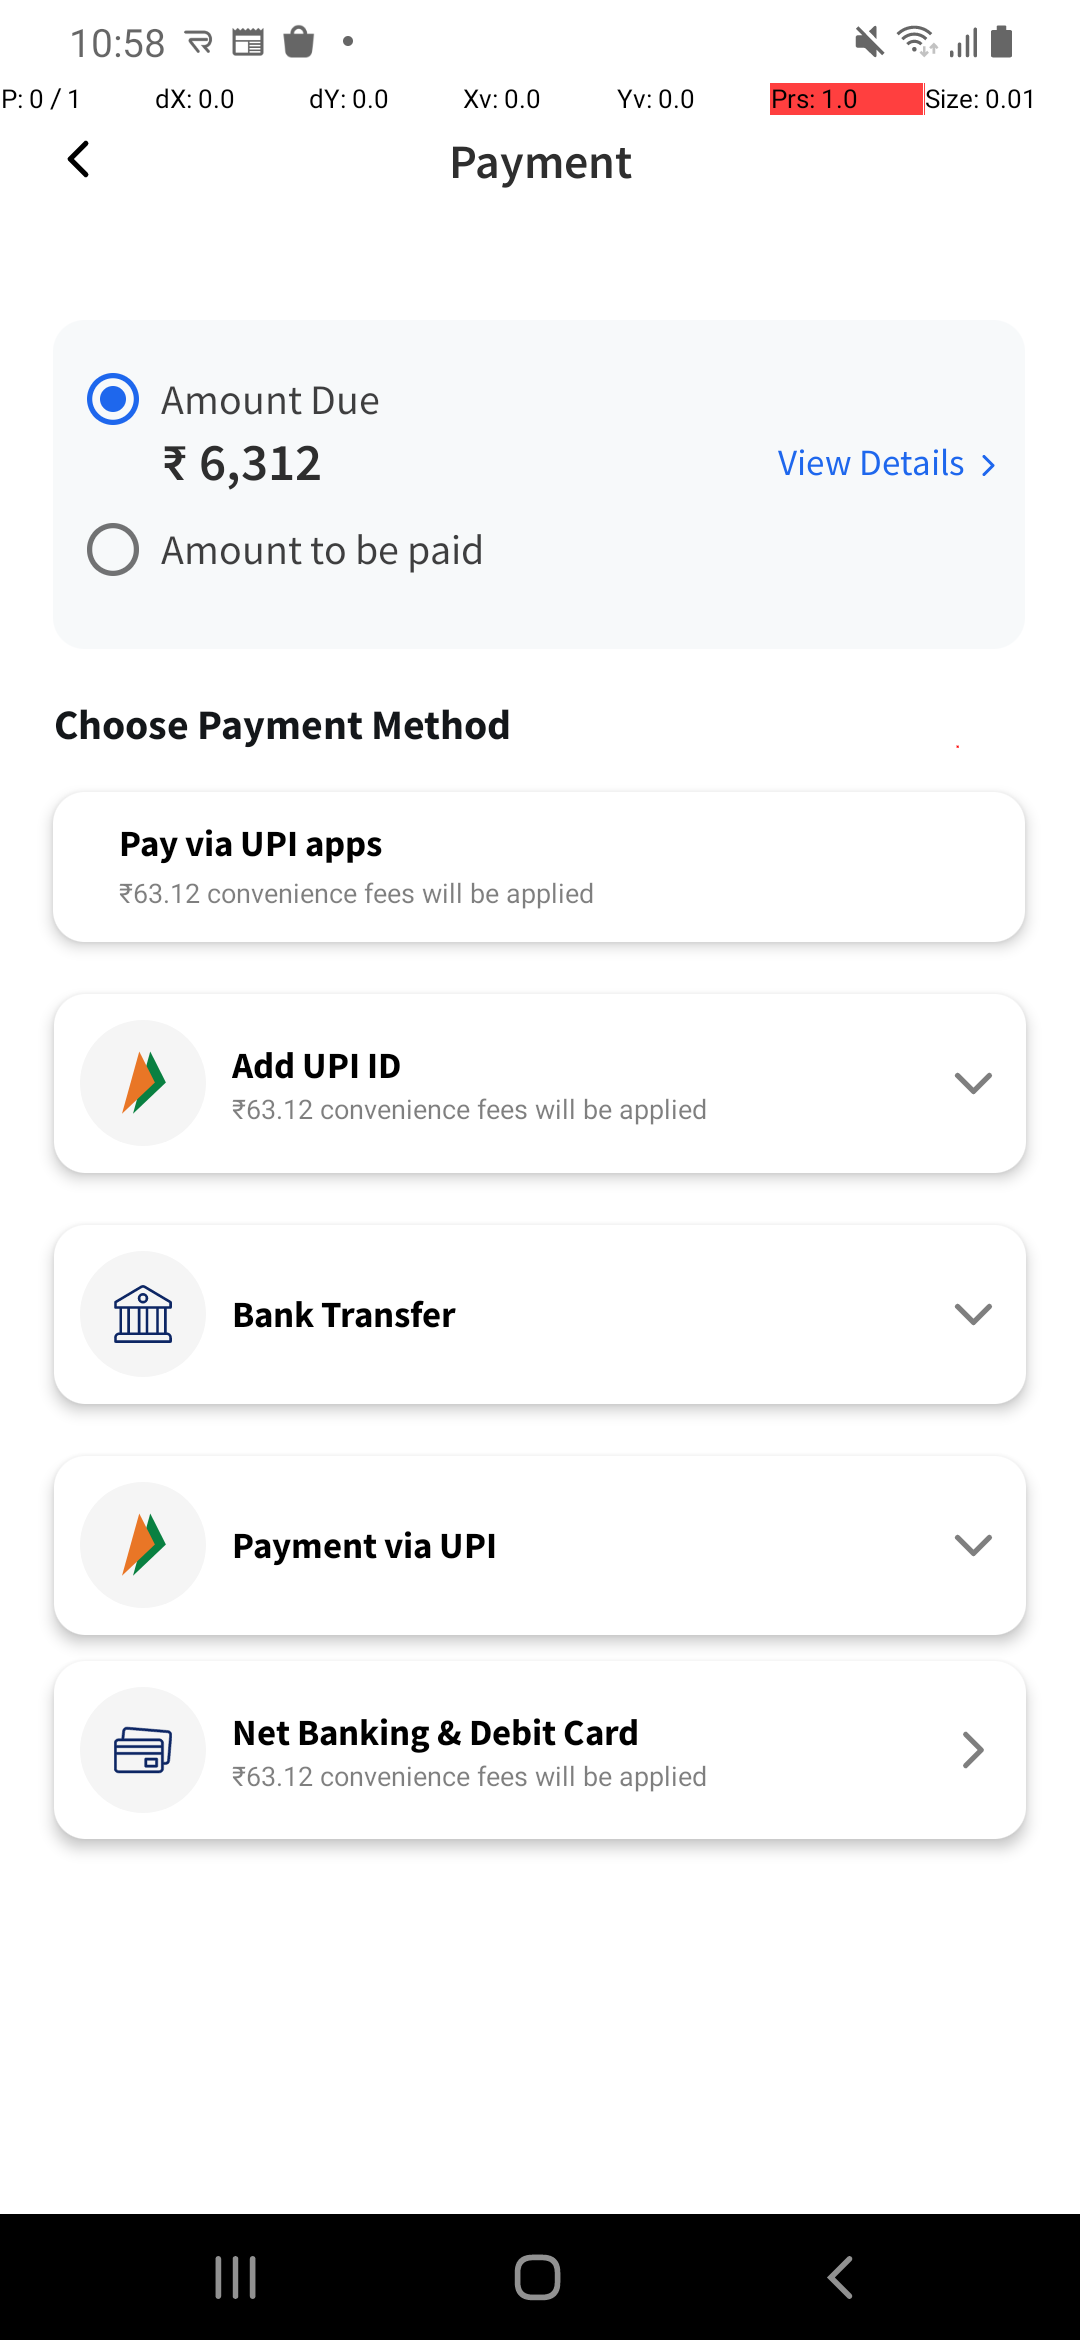 10:58
P: 0 / 1 dX: 0.0 dY: 0.0 Xv: 0.0 Yv: 0.0 Prs: 1.0 Size: 0.01
Payment
Amount Due
₹ 6,312
View Details
Amount to be paid
Choose Payment Method
Pay via UPI apps
₹63.12 convenience fees will be applied
Add UPI ID
₹63.12 convenience fees will be applied
Bank Transfer
Payment via UPI
Net Banking & Debit Card
₹63.12 convenience fees will be applied